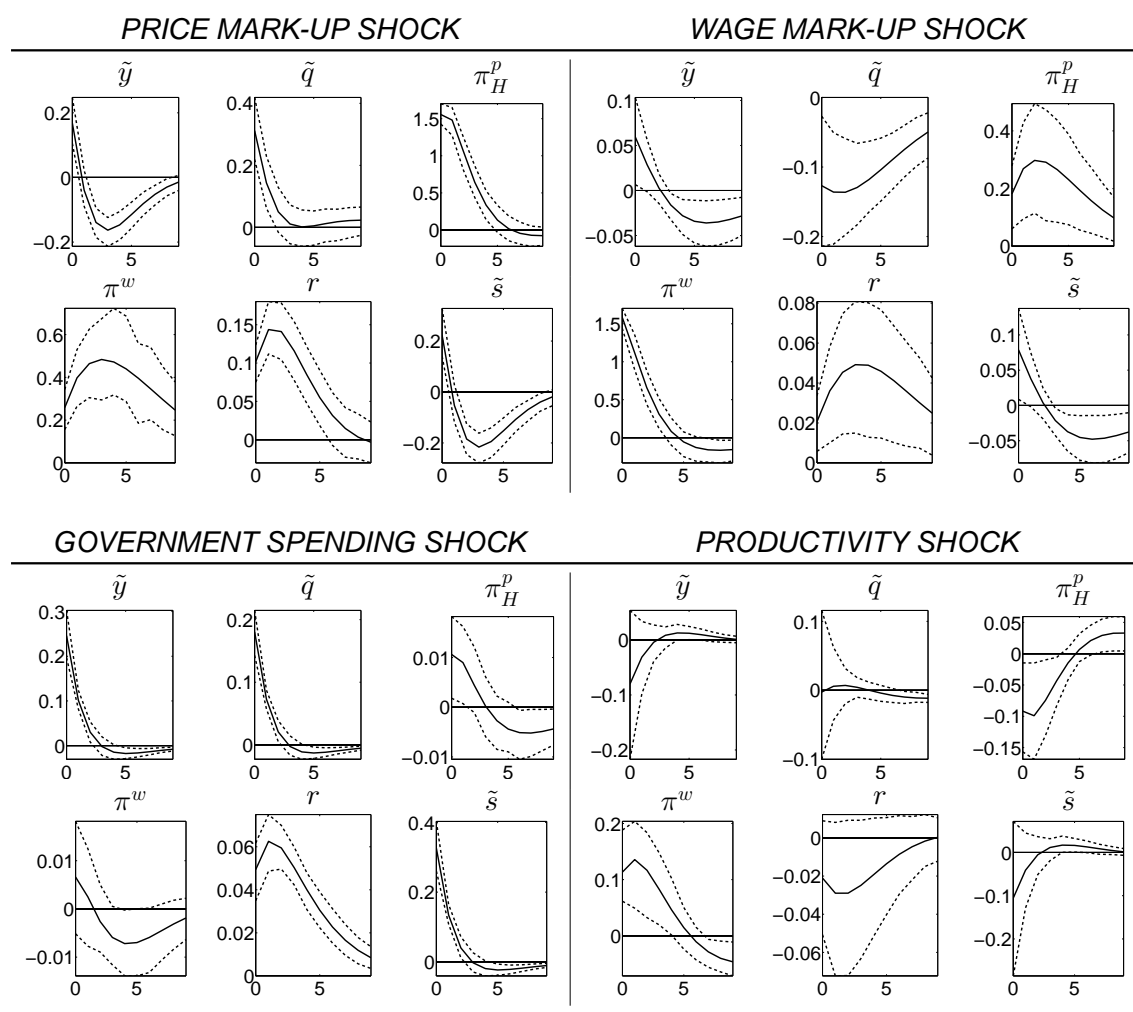 PRICE MARK-UP SHOCK WAGE MARK-UP SHOCK
ỹ q̃ π_H^p ỹ q̃ π_H^p
0.2 0 −0.2 0 5
0.4 0.2 0 0 5
1.5 1 0.5 0 0 5
0.1 0.05 0 −0.05 0 5
0 −0.1 −0.2 0 5
0.4 0.2 0 0 5
π^w r s̃ π^w r s̃
0.6 0.4 0.2 0 0 5
0.15 0.1 0.05 0 0 5
0.2 0 −0.2 0 5
1.5 1 0.5 0 0 5
0.08 0.06 0.04 0.02 0 0 5
0.1 0.05 0 −0.05 0 5
GOVERNMENT SPENDING SHOCK PRODUCTIVITY SHOCK
ỹ q̃ π_H^p ỹ q̃ π_H^p
0.3 0.2 0.1 0 0 5
0.2 0.1 0 0 5
0.01 0 −0.01 0 5
0 −0.1 −0.2 0 5
0.1 0 −0.1 0 5
0.05 0 −0.05 −0.1 −0.15 0 5
π^w r s̃ π^w r s̃
0.01 0 −0.01 0 5
0.06 0.04 0.02 0 0 5
0.4 0.2 0 0 5
0.2 0.1 0 0 5
0 −0.02 −0.04 −0.06 0 5
0 −0.1 −0.2 0 5